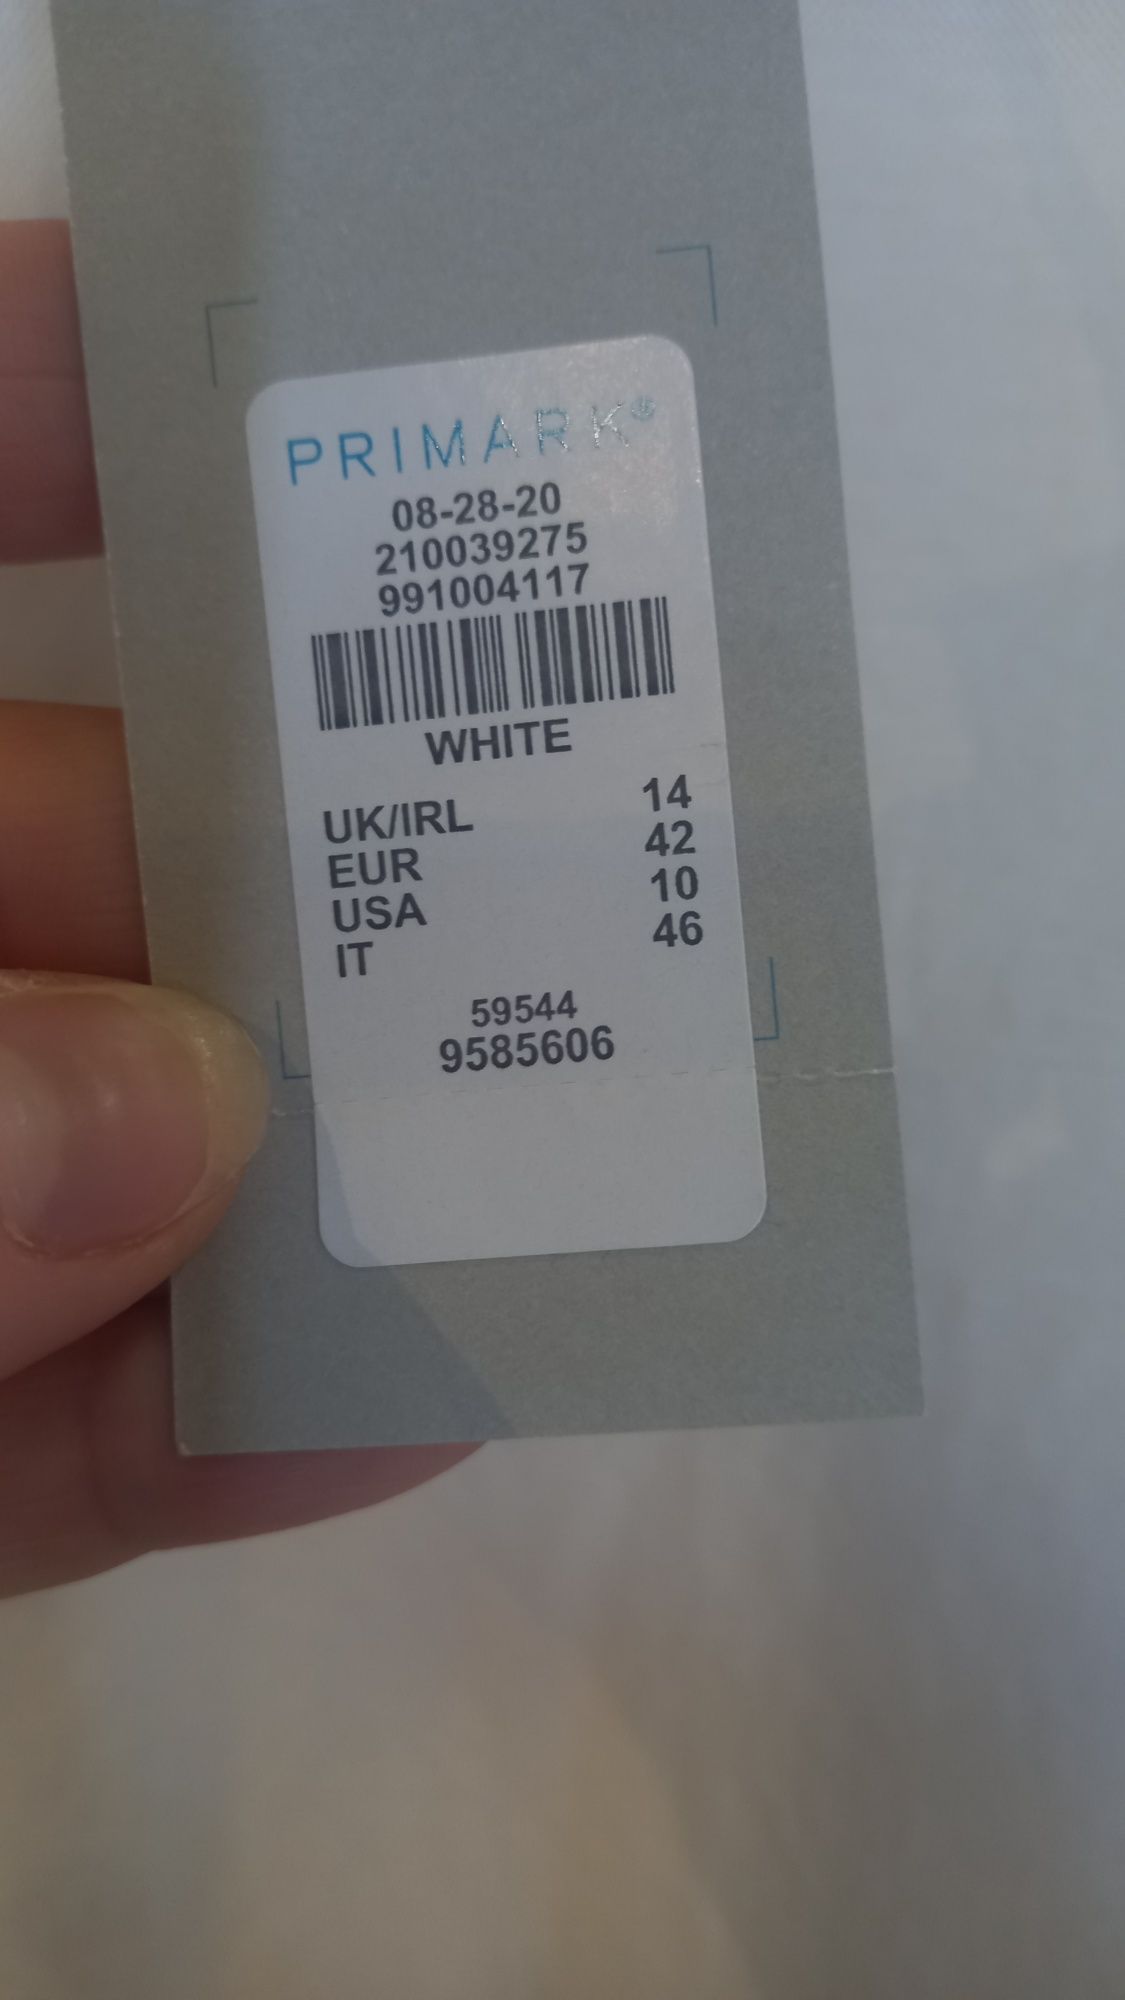 PRIMARK®
08-28-20
210039275
991004117
WHITE
UK/IRL 14
EUR 42
USA 10
IT 46
59544
9585606